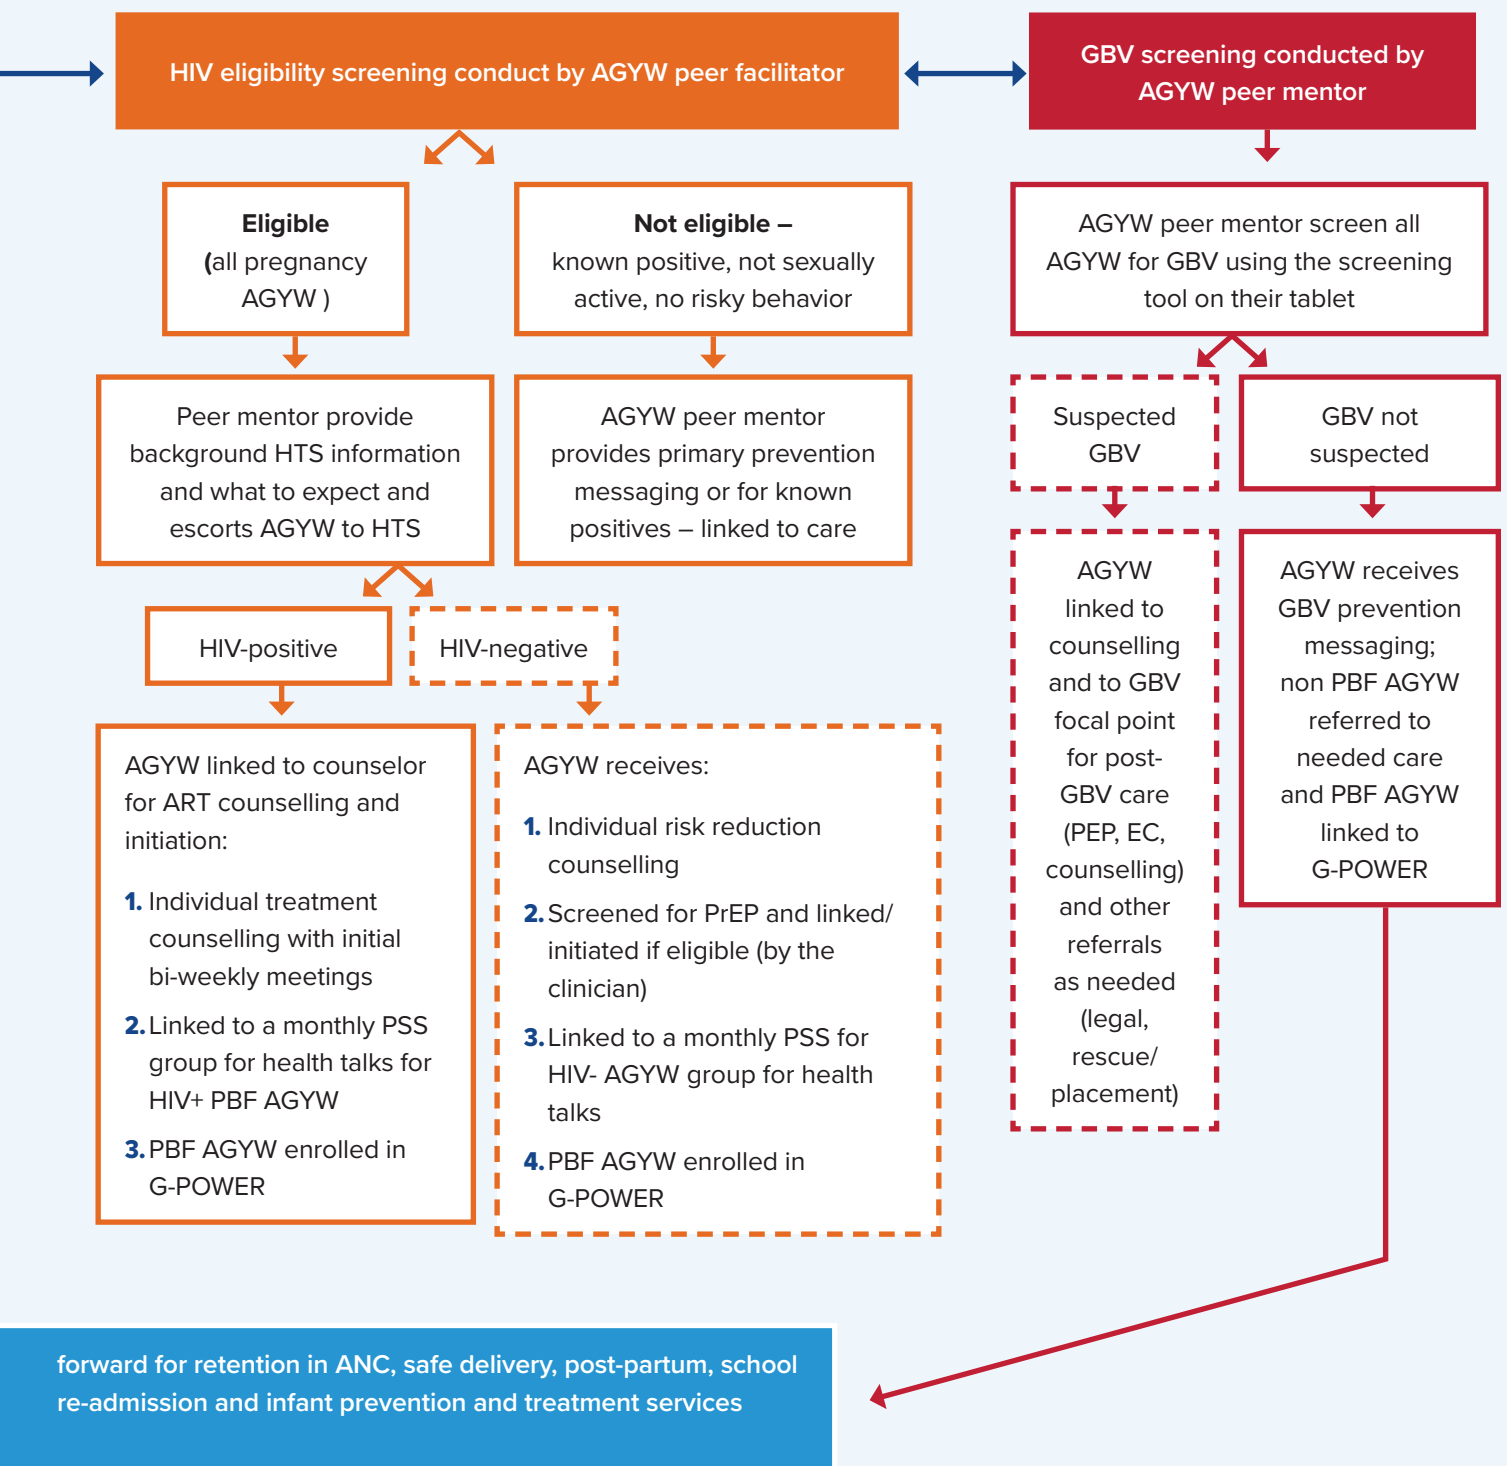 HIV eligibility screening conduct by AGYW peer facilitator
GBV screening conducted by
AGYW peer mentor
Eligible
(all pregnancy
AGYW )
Not eligible –
known positive, not sexually
active, no risky behavior
AGYW peer mentor screen all
AGYW for GBV using the screening
tool on their tablet
Peer mentor provide
background HTS information
and what to expect and
escorts AGYW to HTS
AGYW peer mentor
provides primary prevention
messaging or for known
positives – linked to care
Suspected
GBV
GBV not
suspected
HIV-positive
HIV-negative
AGYW linked to counselor
for ART counselling and
initiation:
1. Individual treatment
counselling with initial
bi-weekly meetings
2. Linked to a monthly PSS
group for health talks for
HIV+ PBF AGYW
3. PBF AGYW enrolled in
G-POWER
AGYW receives:
1. Individual risk reduction
counselling
2. Screened for PrEP and linked/
initiated if eligible (by the
clinician)
3. Linked to a monthly PSS for
HIV- AGYW group for health
talks
4. PBF AGYW enrolled in
G-POWER
AGYW
linked to
counselling
and to GBV
focal point
for post-
GBV care
(PEP, EC,
counselling)
and other
referrals
as needed
(legal,
rescue/
placement)
AGYW receives
GBV prevention
messaging;
non PBF AGYW
referred to
needed care
and PBF AGYW
linked to
G-POWER
forward for retention in ANC, safe delivery, post-partum, school
re-admission and infant prevention and treatment services